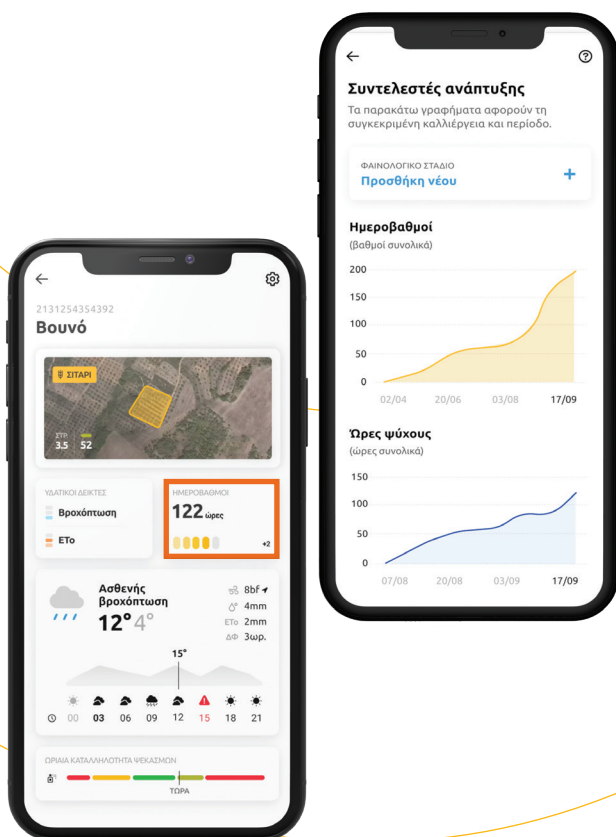 Συντελεστές ανάπτυξης
Τα παρακάτω γραφήματα αφορούν τη
συγκεκριμένη καλλιέργεια και περίοδο.
ΦΑΙΝΟΛΟΓΙΚΟ ΣΤΑΔΙΟ
Προσθήκη νέου
+
Ημεροβαθμοί
(βαθμοί συνολικά)
200
150
100
50
0
02/04 20/06 03/08 17/09
Ώρες ψύχους
(ώρες συνολικά)
150
100
50
0
07/08 20/08 03/09 17/09
2131254354392
Βουνό
ΣΙΤΑΡΙ
ΣΤΡ.
3.5 52
ΥΔΑΤΙΚΟΙ ΔΕΙΚΤΕΣ
Βροχόπτωση
ETo
ΗΜΕΡΟΒΑΘΜΟΙ
122 ώρες
+2
Ασθενής
βροχόπτωση
12° 4°
8bf
4mm
ETo 2mm
ΔΦ 3ωρ.
15°
00 03 06 09 12 15 18 21
ΩΡΙΑΙΑ ΚΑΤΑΛΛΗΛΟΤΗΤΑ ΨΕΚΑΣΜΩΝ
ΤΩΡΑ